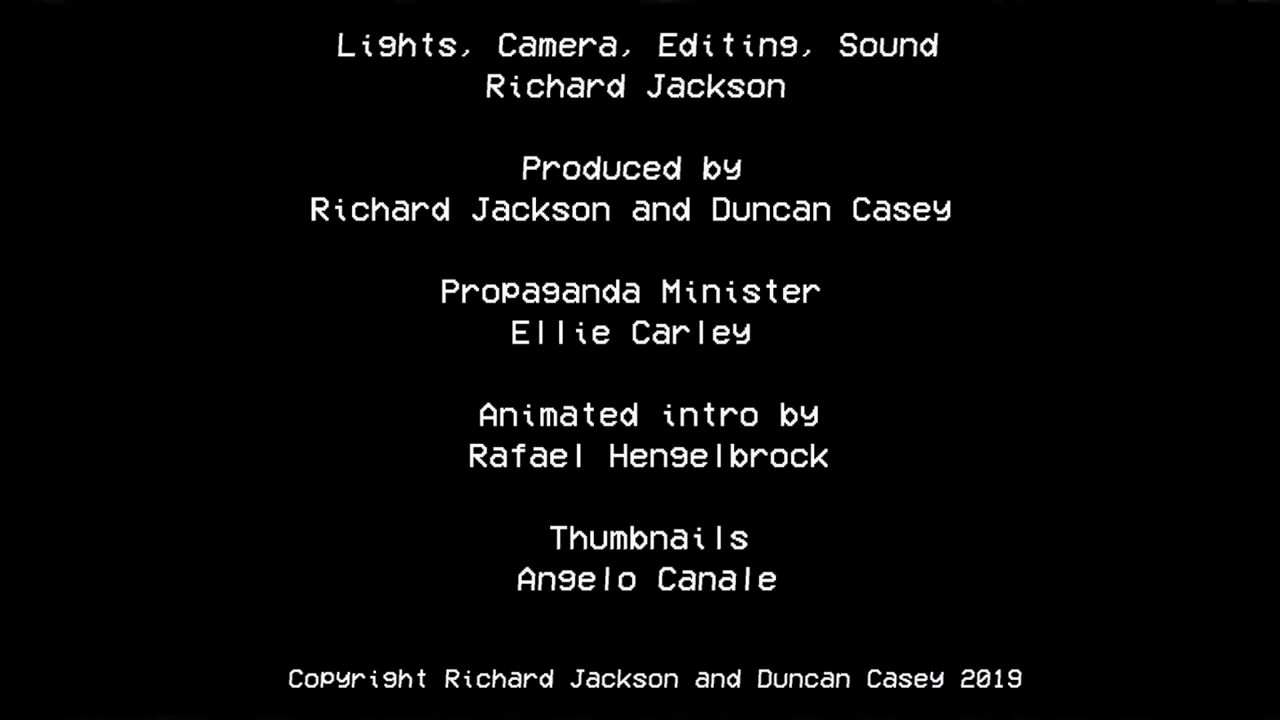 Lights, Camera, Editing, Sound
Richard Jackson
Produced by
Richard Jackson and Duncan Casey
Propaganda Minister
Ellie Carley
Animated intro by
Rafael Hengelbrock
Thumbnails
Angelo Canale
Copyright Richard Jackson and Duncan Casey 2019